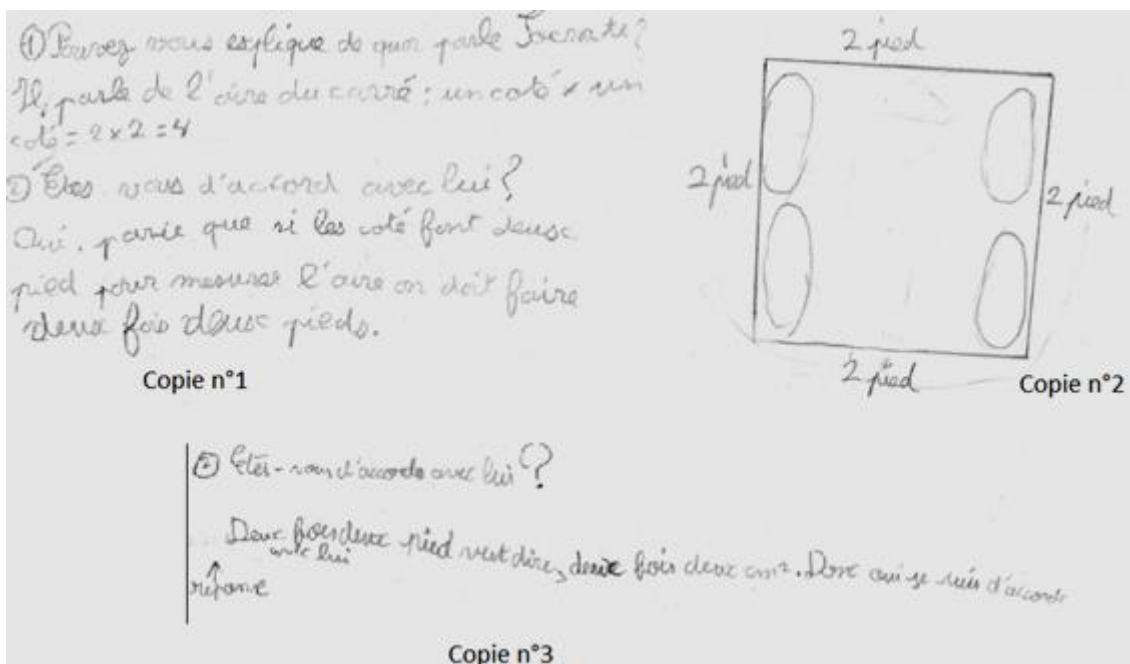 ① Pouvez vous explique de quoi parle Socrate?
Il parle de l'aire du carré : un coté x un
coté = 2 x 2 = 4
② Êtes vous d'accord avec lui?
Oui, parce que si les coté font deux
pied pour mesurer l'aire on doit faire
deux fois deux pieds.
Copie n°1
2 pied
2 pied
2 pied
2 pied
Copie n°2
② Etes-vous d'accords avec lui ?
Deux fois deux pied veut dire, deux fois deux cm². Donc oui je suis d'accords
avec lui
réponse
Copie n°3